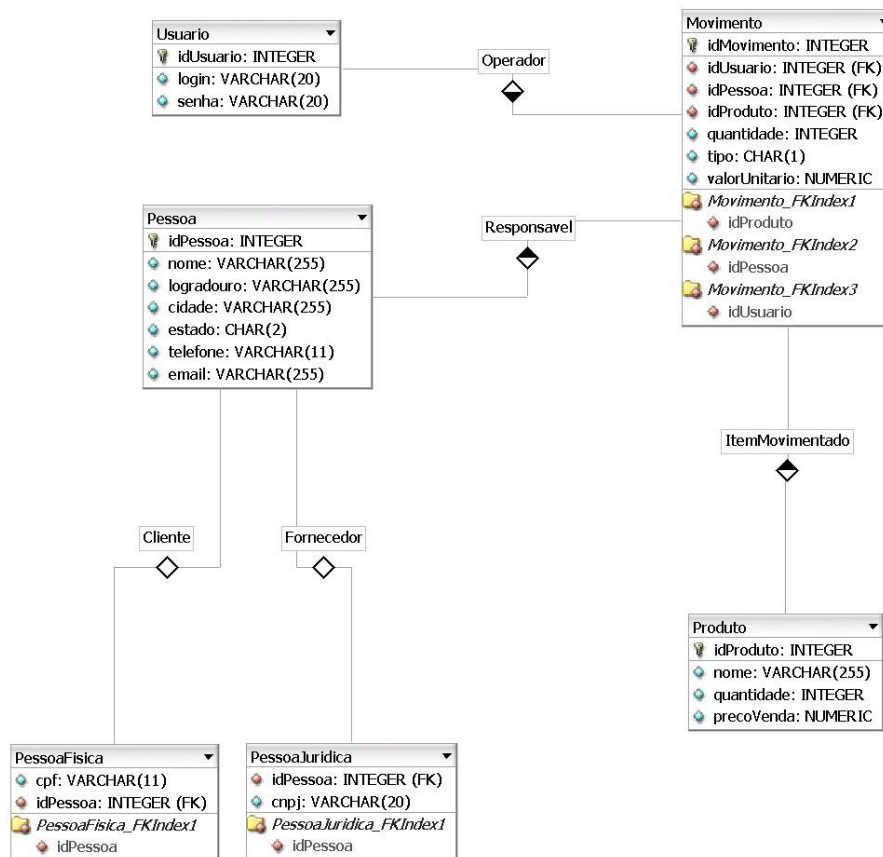 Usuario
idUsuario: INTEGER
login: VARCHAR(20)
senha: VARCHAR(20)
Operador
Movimento
idMovimento: INTEGER
idUsuario: INTEGER (FK)
idPessoa: INTEGER (FK)
idProduto: INTEGER (FK)
quantidade: INTEGER
tipo: CHAR(1)
valorUnitario: NUMERIC
Movimento_FKIndex1
idProduto
Movimento_FKIndex2
idPessoa
Movimento_FKIndex3
idUsuario
Pessoa
idPessoa: INTEGER
nome: VARCHAR(255)
logradouro: VARCHAR(255)
cidade: VARCHAR(255)
estado: CHAR(2)
telefone: VARCHAR(11)
email: VARCHAR(255)
Responsavel
ItemMovimentado
Cliente
Fornecedor
Produto
idProduto: INTEGER
nome: VARCHAR(255)
quantidade: INTEGER
precoVenda: NUMERIC
PessoaFisica
cpf: VARCHAR(11)
idPessoa: INTEGER (FK)
PessoaFisica_FKIndex1
idPessoa
PessoaJuridica
idPessoa: INTEGER (FK)
cnpj: VARCHAR(20)
PessoaJuridica_FKIndex1
idPessoa